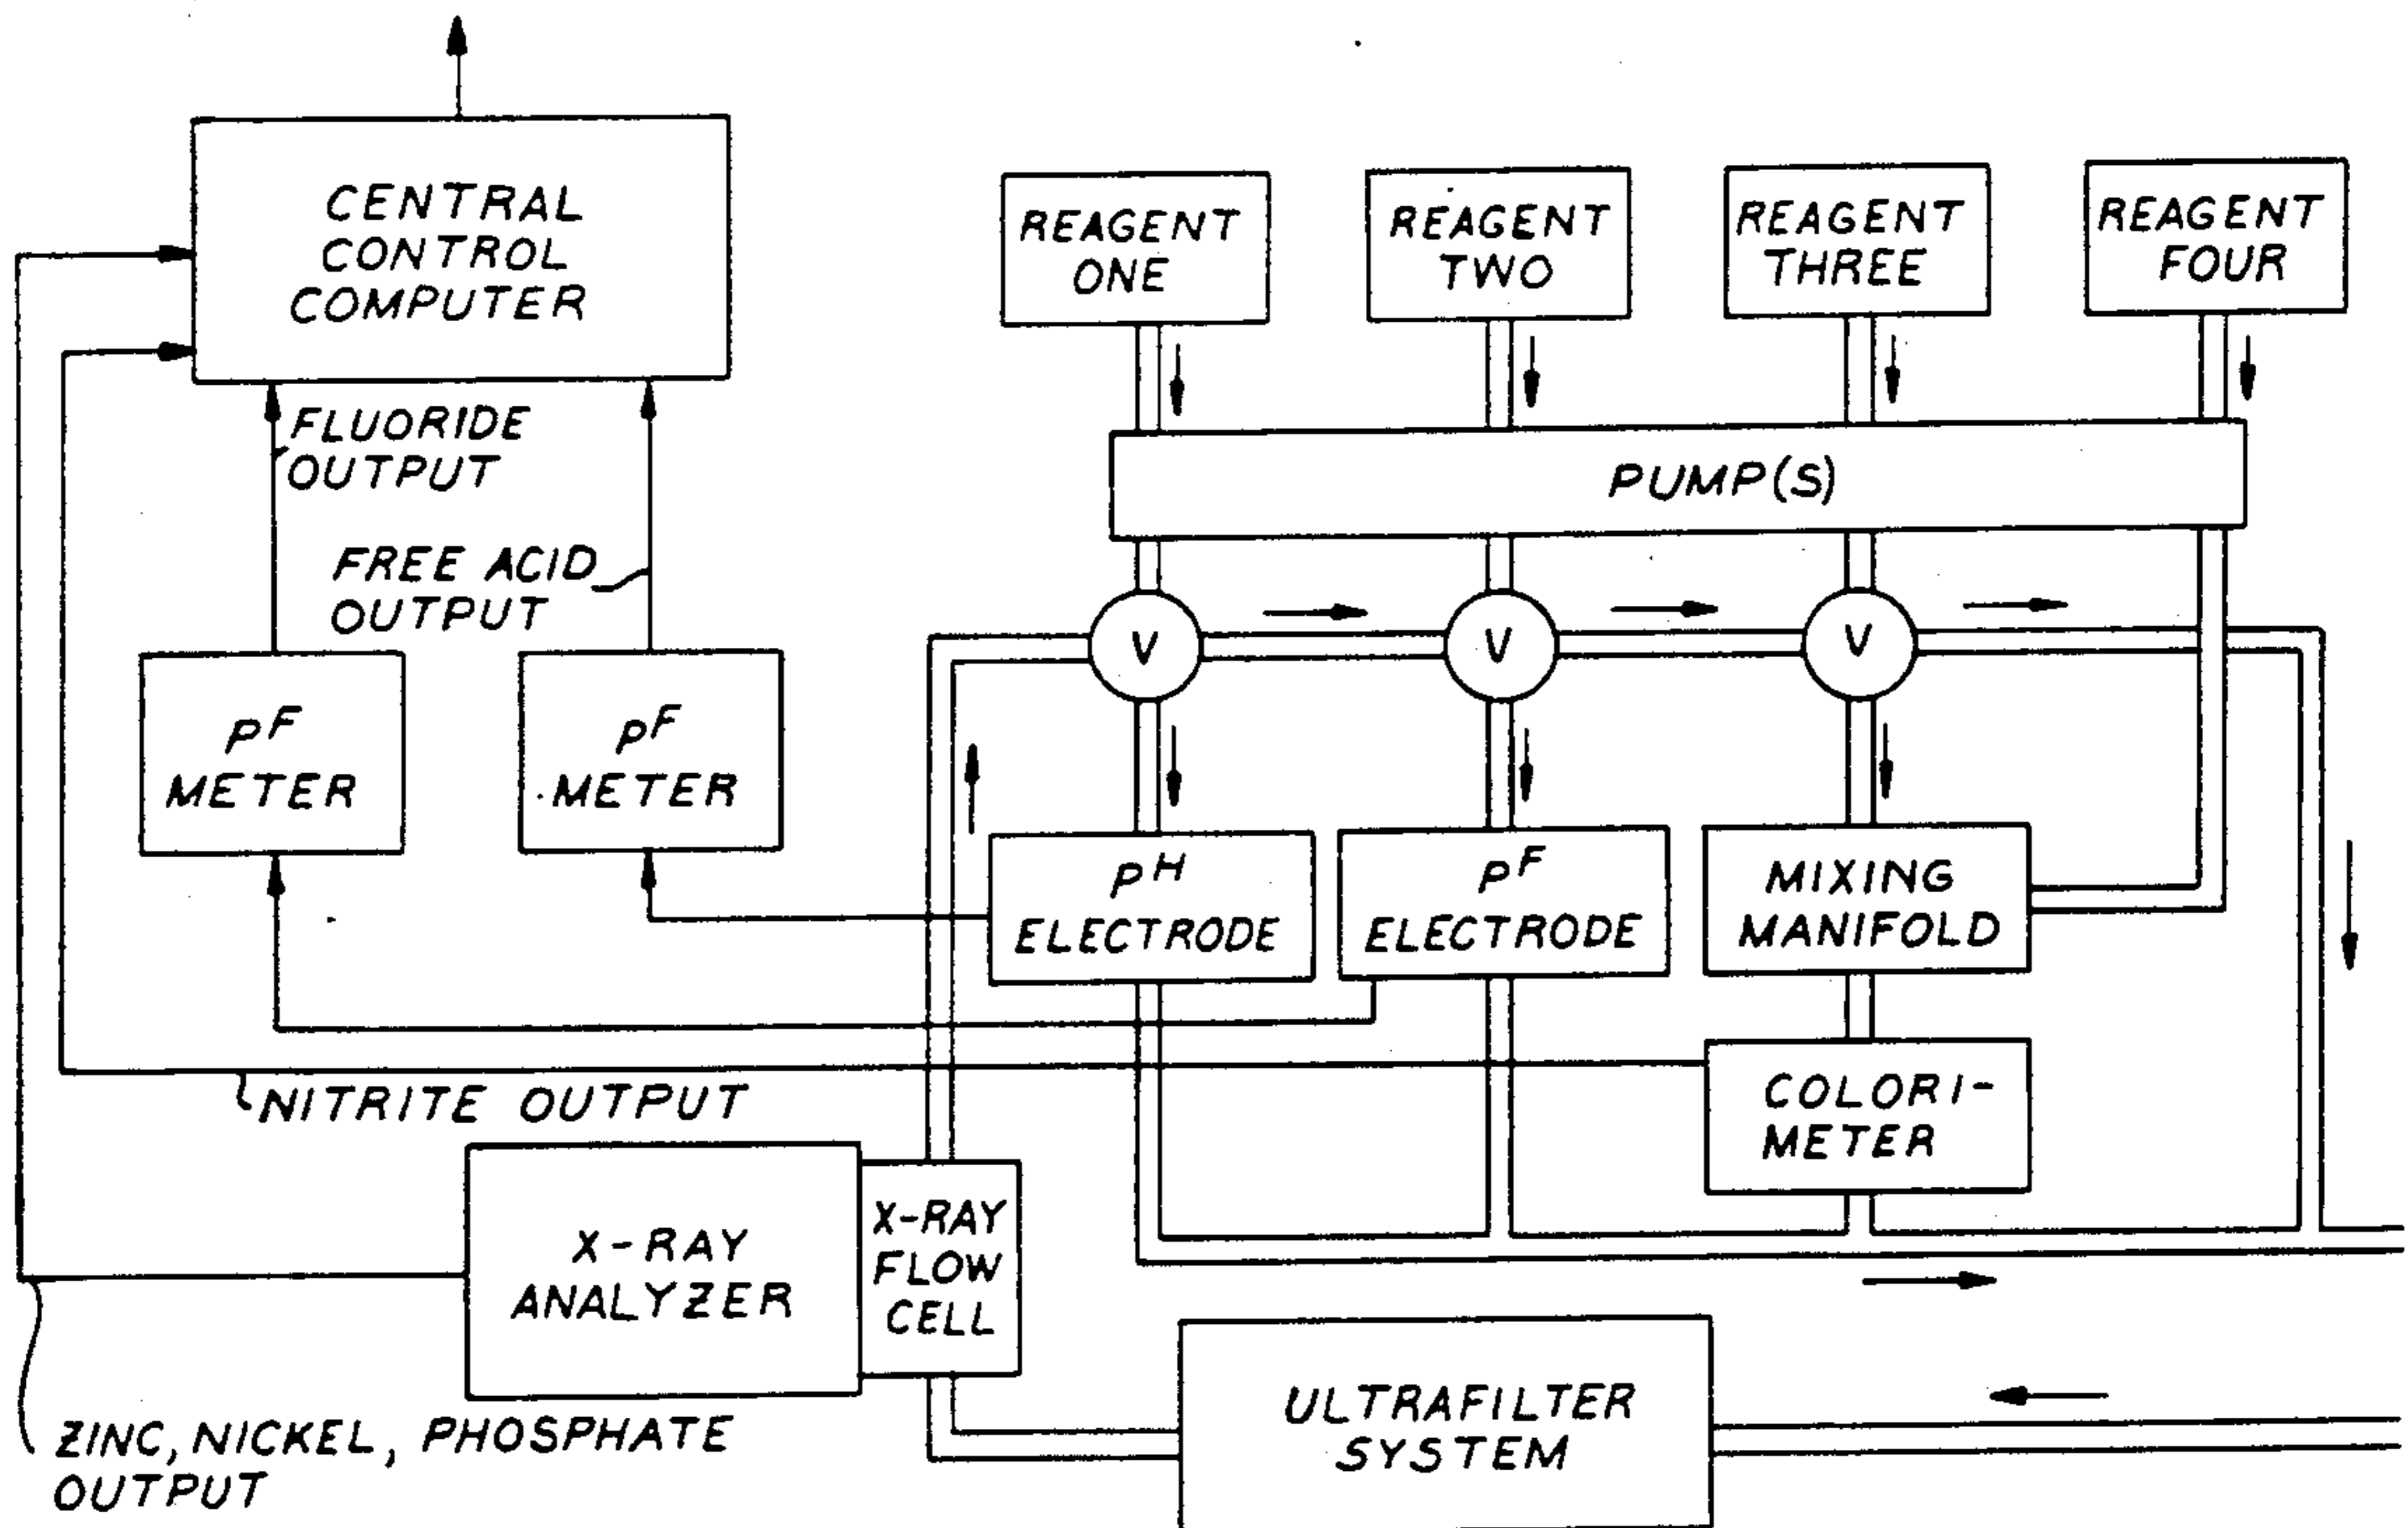 CENTRAL
CONTROL
COMPUTER
REAGENT
ONE
REAGENT
TWO
REAGENT
THREE
REAGENT
FOUR
FLUORIDE
OUTPUT
PUMP(S)
FREE ACID
OUTPUT
V
V
V
PF
METER
PF
METER
PH
ELECTRODE
PF
ELECTRODE
MIXING
MANIFOLD
NITRITE OUTPUT
COLORI-
METER
X-RAY
ANALYZER
X-RAY
FLOW
CELL
ULTRAFILTER
SYSTEM
ZINC, NICKEL, PHOSPHATE
OUTPUT